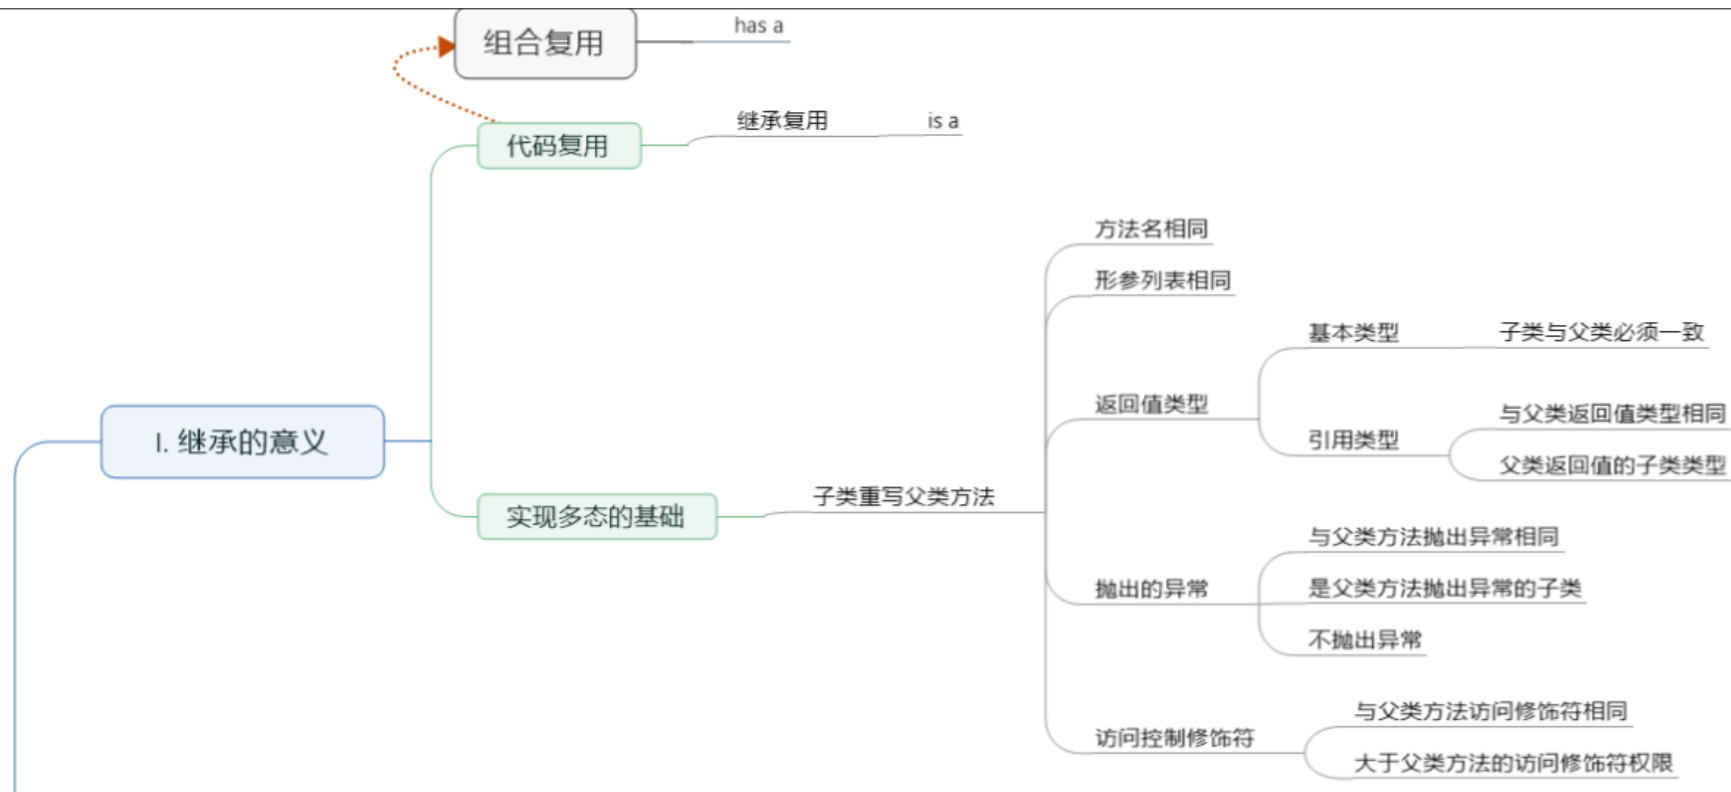 组合复用
has a
代码复用
继承复用
is a
I. 继承的意义
实现多态的基础
子类重写父类方法
方法名相同
形参列表相同
返回值类型
基本类型
子类与父类必须一致
引用类型
与父类返回值类型相同
父类返回值的子类类型
抛出的异常
与父类方法抛出异常相同
是父类方法抛出异常的子类
不抛出异常
访问控制修饰符
与父类方法访问修饰符相同
大于父类方法的访问修饰符权限